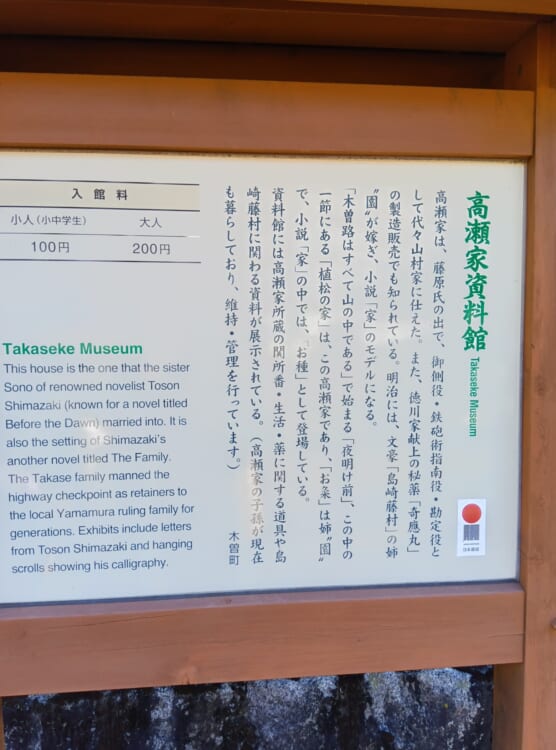 高瀬家資料館
Takaseke Museum
高瀬家は、藤原氏の出で、御側役・鉄砲術指南役・勘定役と
して代々山村家に仕えた。また、徳川家献上の秘薬「奇應丸」
の製造販売でも知られている。明治には、文豪「島崎藤村」の姉
"園"が嫁ぎ、小説「家」のモデルになる。
「木曽路はすべて山の中である」で始まる「夜明け前」、この中の
一節にある「植松の家」は、この高瀬家であり、「お粂」は姉"園"
で、小説「家」の中では、「お種」として登場している。
資料館には高瀬家所蔵の関所番・生活・薬に関する道具や島
崎藤村に関わる資料が展示されている。(高瀬家の子孫が現在
も暮らしており、維持・管理を行っています。)
木曽町
入館料
小人(小中学生) 大人
100円 200円
Takaseke Museum
This house is the one that the sister
Sono of renowned novelist Toson
Shimazaki (known for a novel titled
Before the Dawn) married into. It is
also the setting of Shimazaki's
another novel titled The Family.
The Takase family manned the
highway checkpoint as retainers to
the local Yamamura ruling family for
generations. Exhibits include letters
from Toson Shimazaki and hanging
scrolls showing his calligraphy.
日本遺産